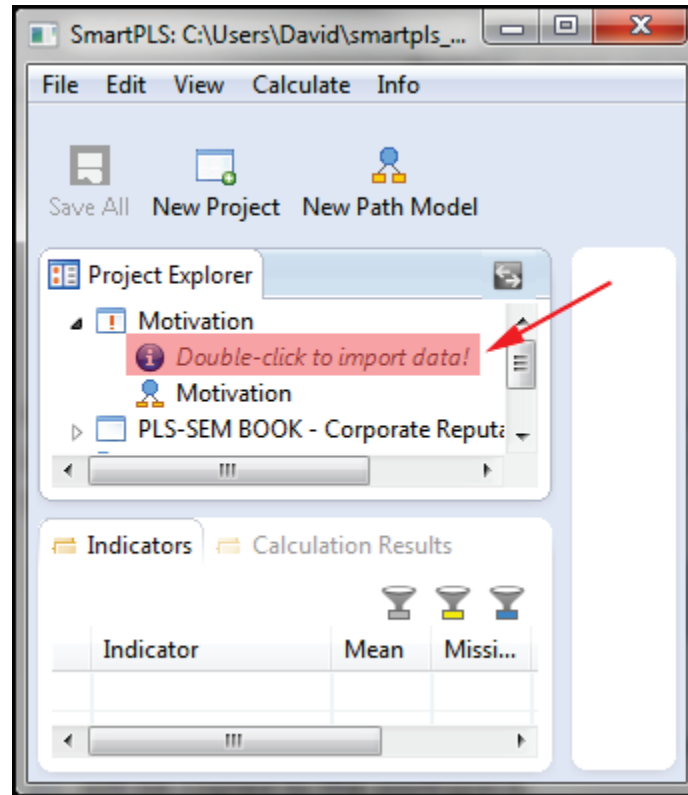 SmartPLS: C:\Users\David\smartpls_...
File Edit View Calculate Info
Save All New Project New Path Model
Project Explorer
Motivation
Double-click to import data!
Motivation
PLS-SEM BOOK - Corporate Reputa
Indicators Calculation Results
Indicator Mean Missi...